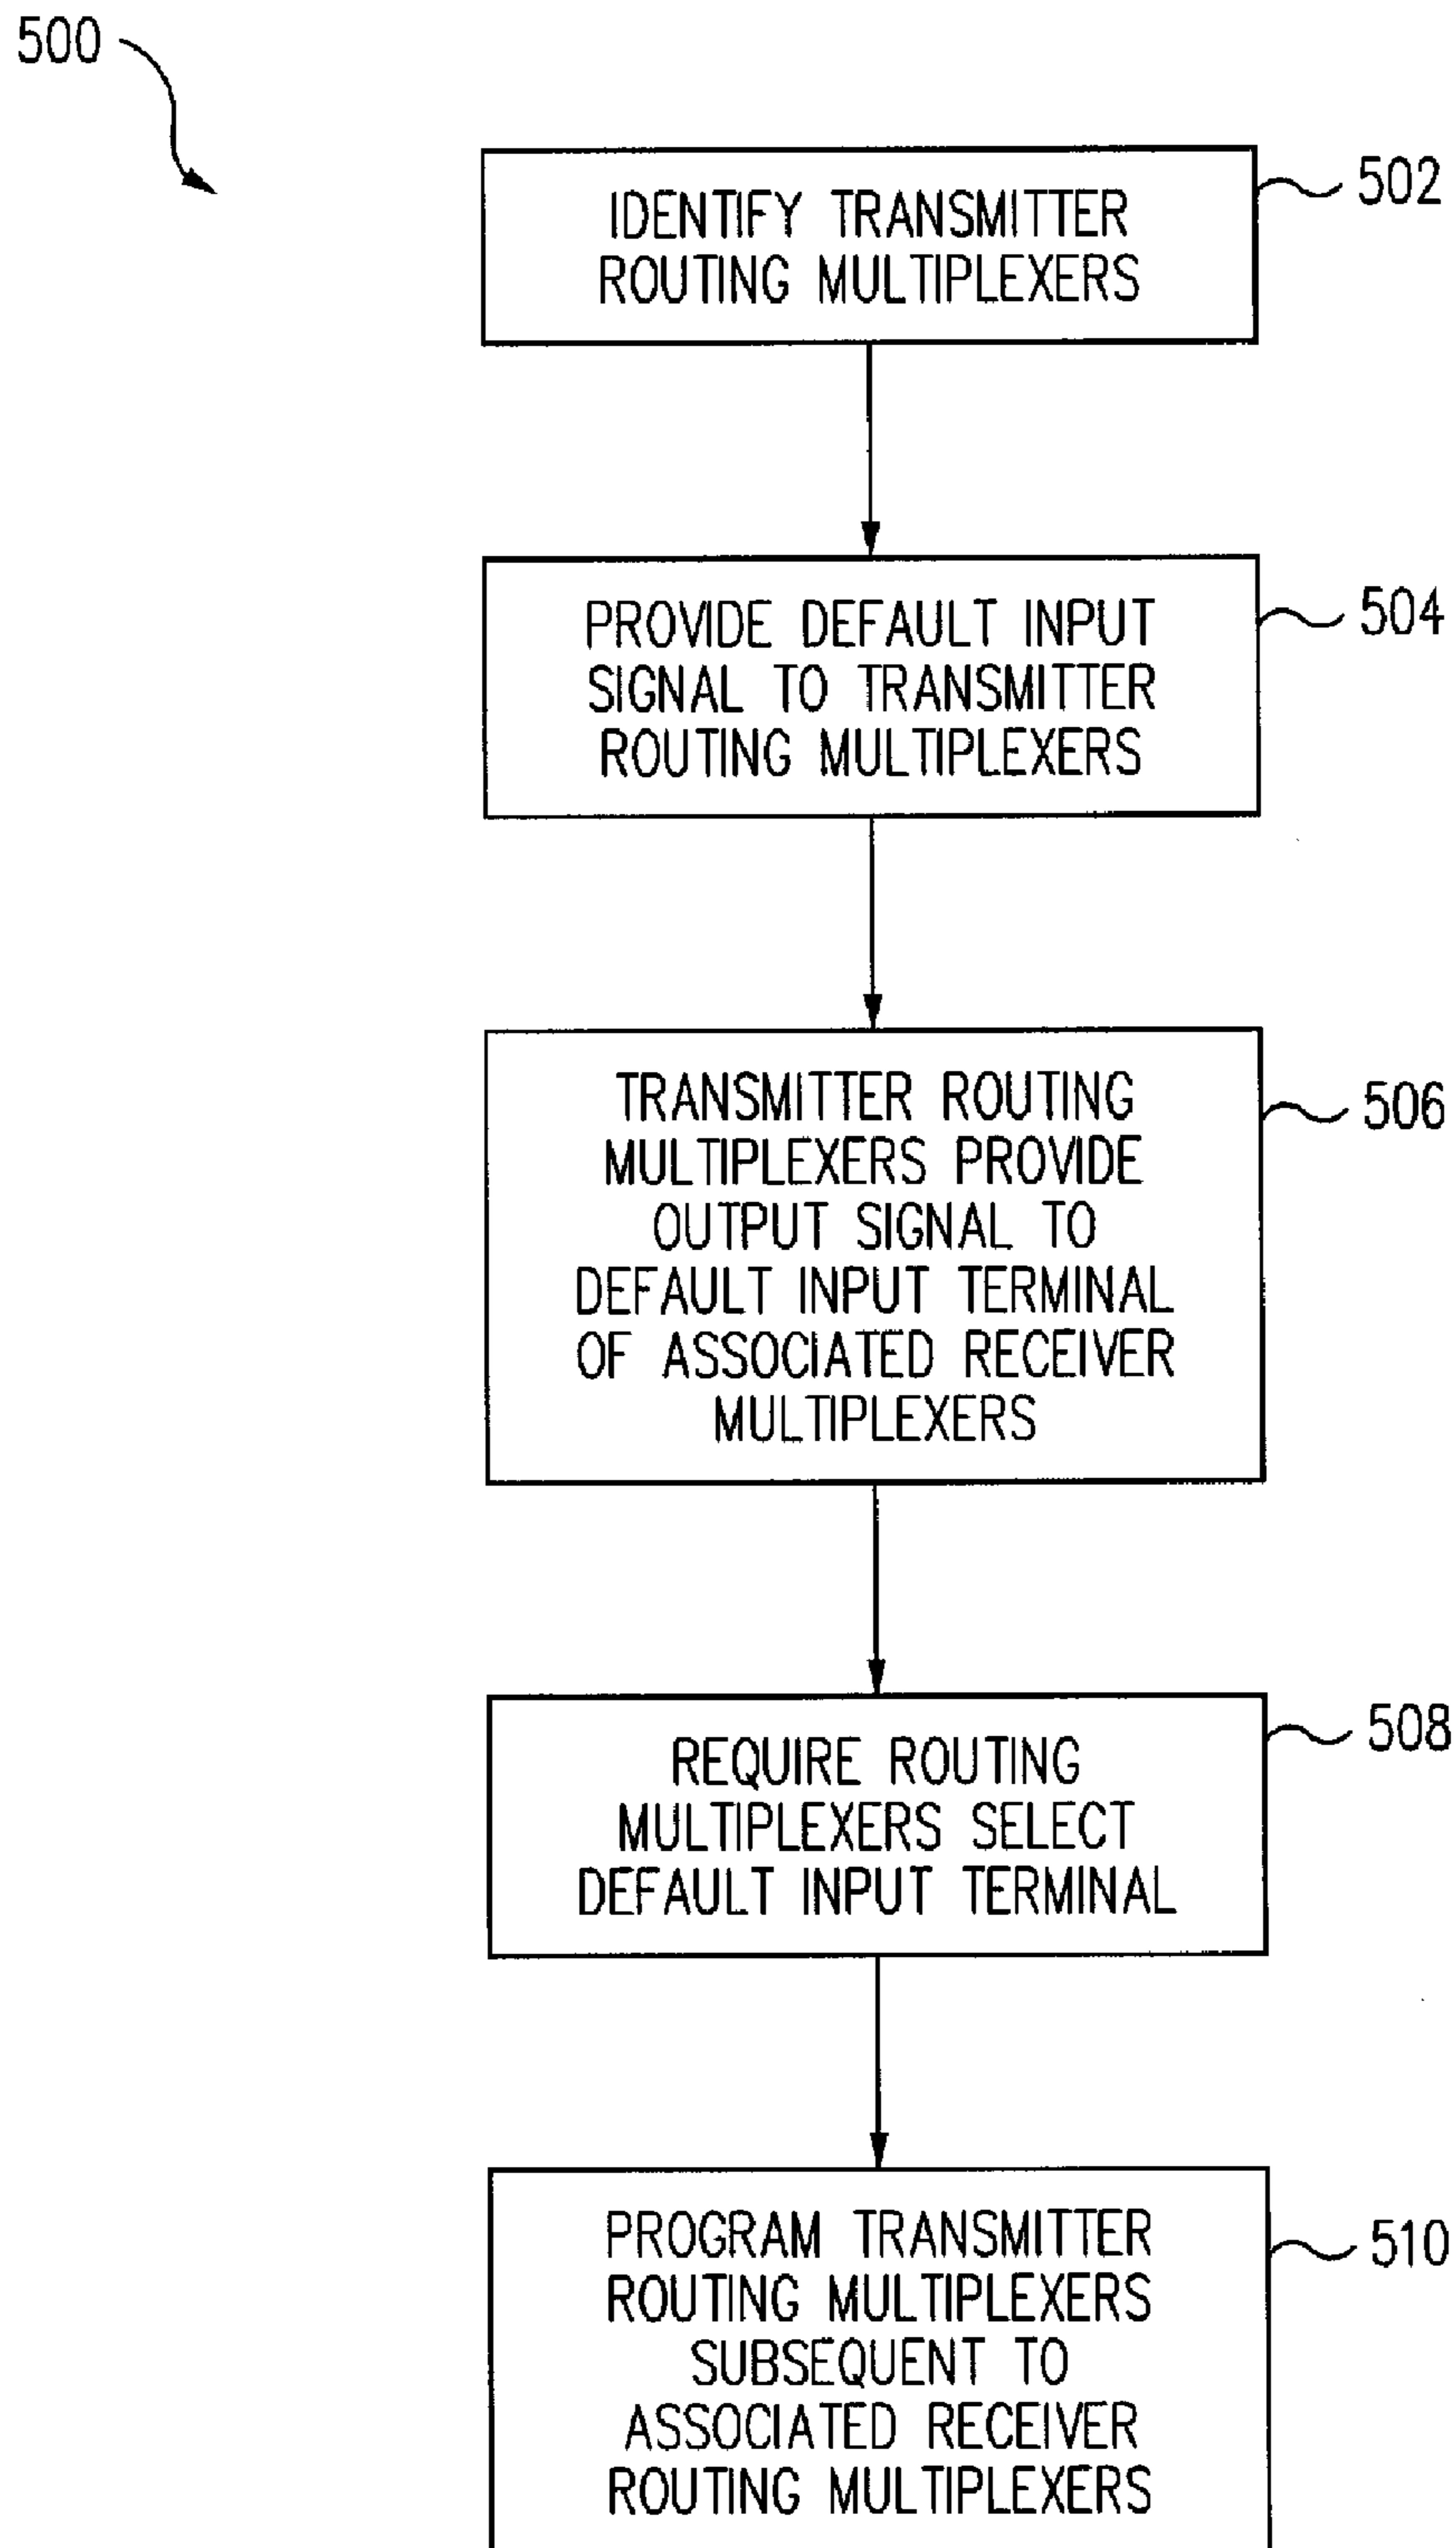 500
IDENTIFY TRANSMITTER
ROUTING MULTIPLEXERS
502
PROVIDE DEFAULT INPUT
SIGNAL TO TRANSMITTER
ROUTING MULTIPLEXERS
504
TRANSMITTER ROUTING
MULTIPLEXERS PROVIDE
OUTPUT SIGNAL TO
DEFAULT INPUT TERMINAL
OF ASSOCIATED RECEIVER
MULTIPLEXERS
506
REQUIRE ROUTING
MULTIPLEXERS SELECT
DEFAULT INPUT TERMINAL
508
PROGRAM TRANSMITTER
ROUTING MULTIPLEXERS
SUBSEQUENT TO
ASSOCIATED RECEIVER
ROUTING MULTIPLEXERS
510